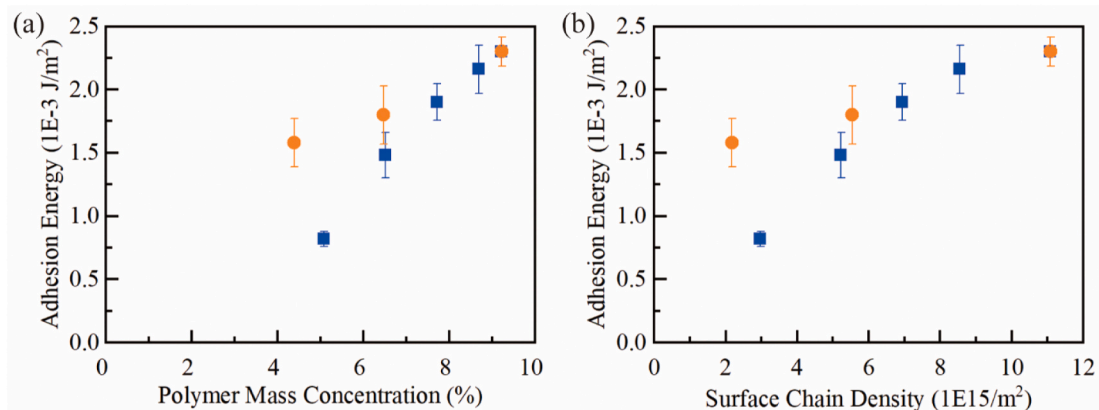 (a)
Adhesion Energy (1E-3 J/m²)
2.5
2.0
1.5
1.0
0.5
0.0
0 2 4 6 8 10
Polymer Mass Concentration (%)
(b)
Adhesion Energy (1E-3 J/m²)
2.5
2.0
1.5
1.0
0.5
0.0
0 2 4 6 8 10 12
Surface Chain Density (1E15/m²)